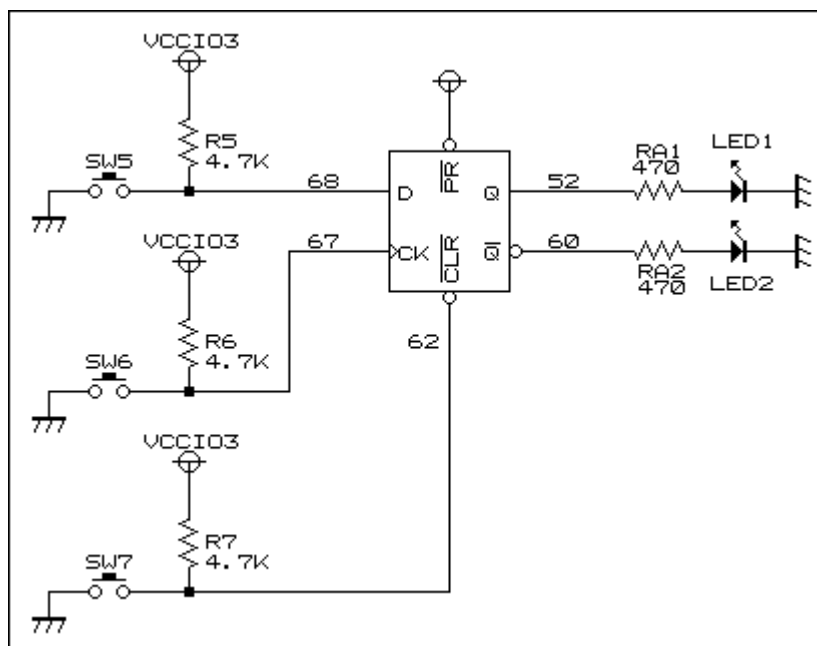 VCCIO3
R5
4.7K
SW5
68
D
PR
Q
52
RA1
470
LED1
67
CK
CLR
Q
60
RA2
470
LED2
VCCIO3
R6
4.7K
SW6
62
VCCIO3
R7
4.7K
SW7